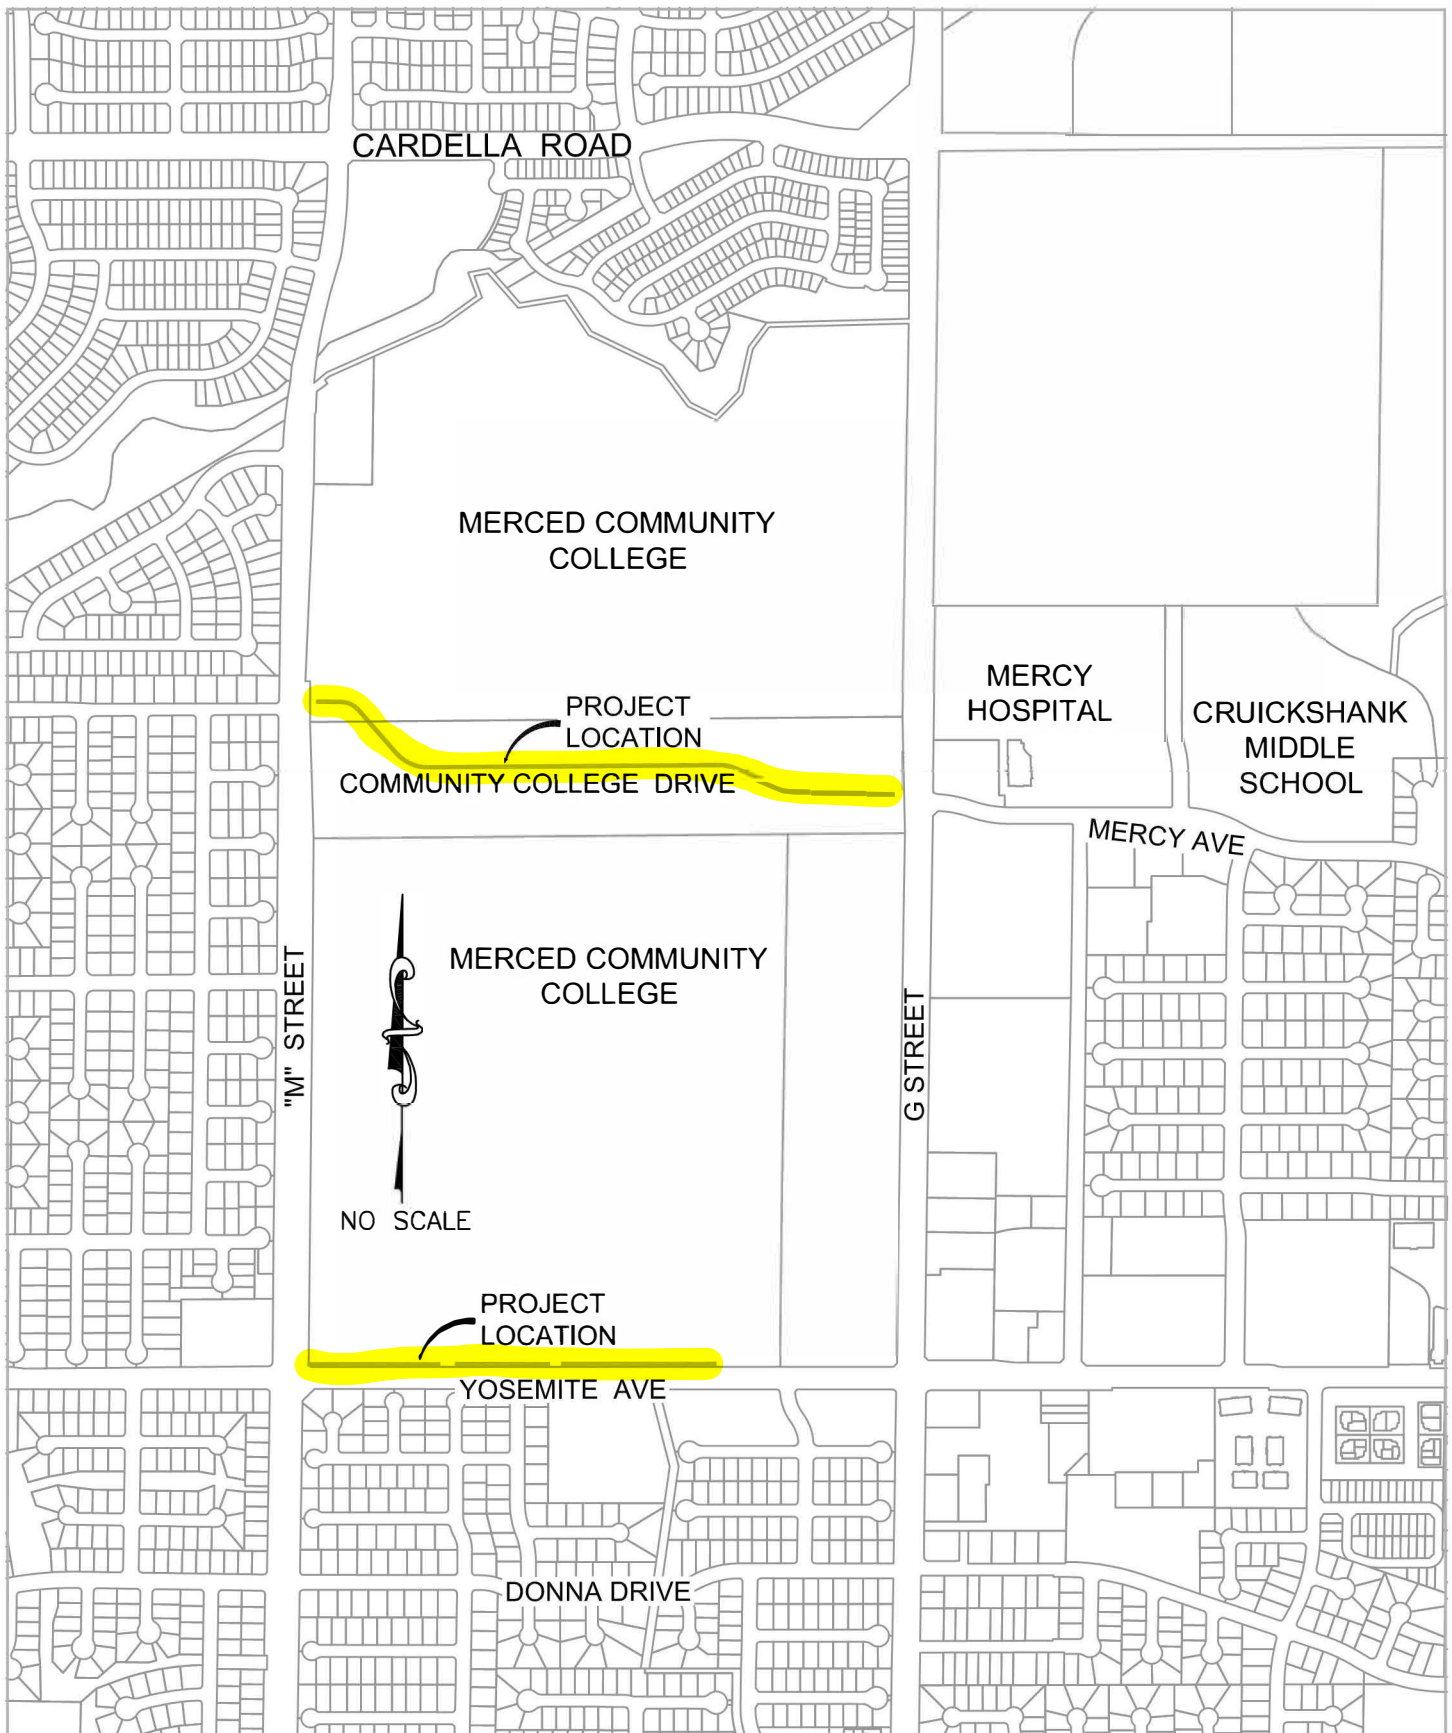 CARDELLA ROAD
MERCED COMMUNITY
COLLEGE
MERCY
HOSPITAL
CRUICKSHANK
MIDDLE
SCHOOL
PROJECT
LOCATION
COMMUNITY COLLEGE DRIVE
MERCY AVE
MERCED COMMUNITY
COLLEGE
"M" STREET
G STREET
NO SCALE
PROJECT
LOCATION
YOSEMITE AVE
DONNA DRIVE